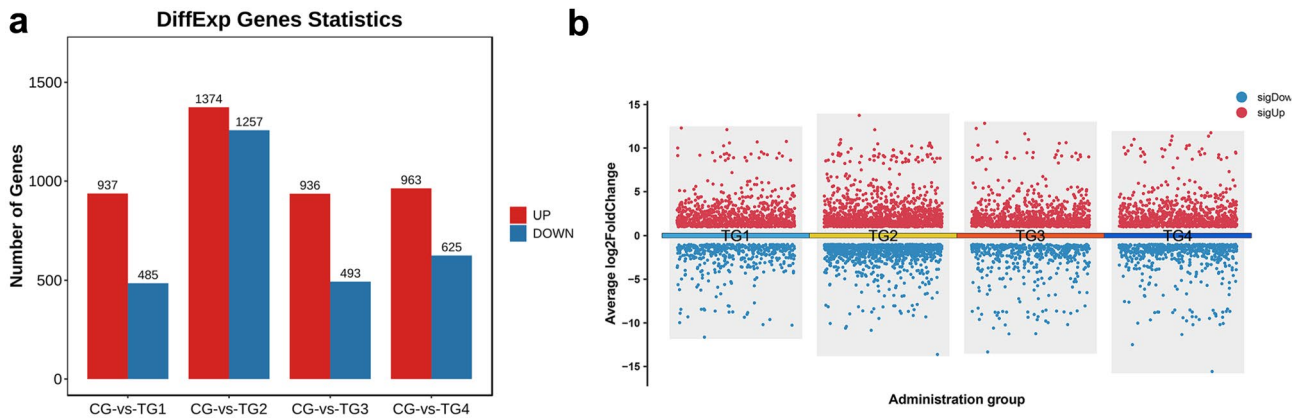 a
DiffExp Genes Statistics
Number of Genes
1500
1000
500
0
937
485
1374
1257
936
493
963
625
CG-vs-TG1
CG-vs-TG2
CG-vs-TG3
CG-vs-TG4
UP
DOWN
b
Average log2FoldChange
15
10
5
0
−5
−10
−15
TG1
TG2
TG3
TG4
Administration group
sigDow
sigUp